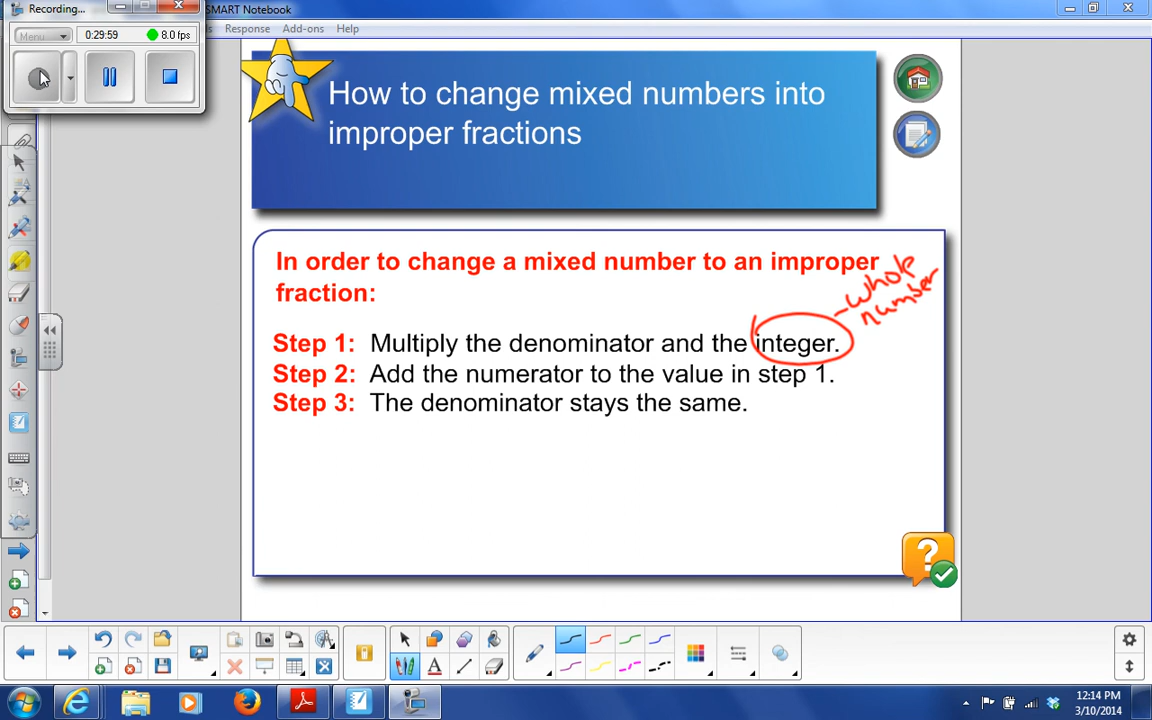 Recording...
SMART Notebook
Menu
0:29:59
8.0 fps
Response
Add-ons
Help
How to change mixed numbers into
improper fractions
In order to change a mixed number to an improper
fraction:
whole
number
Step 1: Multiply the denominator and the integer.
Step 2: Add the numerator to the value in step 1.
Step 3: The denominator stays the same.
?
A
12:14 PM
3/10/2014